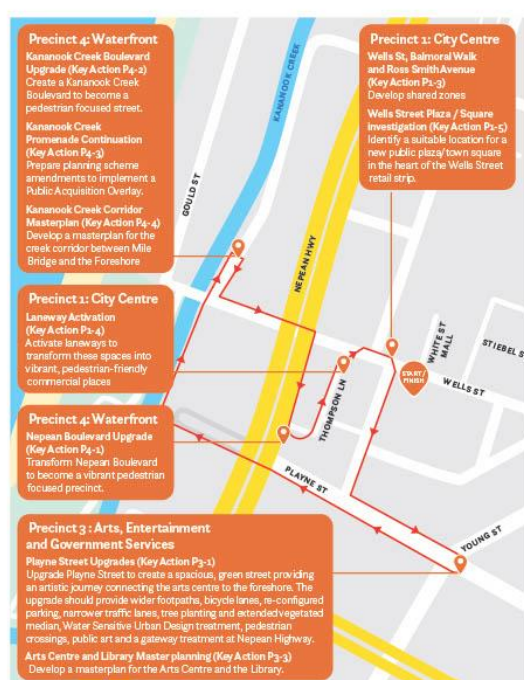 Precinct 4: Waterfront
Kananook Creek Boulevard
Upgrade (Key Action P4-2)
Create a Kananook Creek
Boulevard to become a
pedestrian focused street.
Kananook Creek
Promenade Continuation
(Key Action P4-3)
Prepare planning scheme
amendments to implement a
Public Acquisition Overlay.
Kananook Creek Corridor
Masterplan (Key Action P4-4)
Develop a masterplan for the
creek corridor between Mile
Bridge and the Foreshore
Precinct 1: City Centre
Wells St, Balmoral Walk
and Ross Smith Avenue
(Key Action P1-3)
Develop shared zones
Wells Street Plaza / Square
investigation (Key Action P1-5)
Identify a suitable location for a
new public plaza/town square
in the heart of the Wells Street
retail strip.
KANANOOK CREEK
GOULD ST
NEPEAN HWY
Precinct 1: City Centre
Laneway Activation
(Key Action P1-4)
Activate laneways to
transform these spaces into
vibrant, pedestrian-friendly
commercial places
WHITE ST
MALL
STIEBEL S
START/
FINISH
WELLS ST
THOMPSON LN
Precinct 4: Waterfront
Nepean Boulevard Upgrade
(Key Action P4-1)
Transform Nepean Boulevard
to become a vibrant pedestrian
focused precinct.
PLAYNE ST
YOUNG ST
Precinct 3 : Arts, Entertainment
and Government Services
Playne Street Upgrades (Key Action P3-1)
Upgrade Playne Street to create a spacious, green street providing
an artistic journey connecting the arts centre to the foreshore. The
upgrade should provide wider footpaths, bicycle lanes, re-configured
parking, narrower traffic lanes, tree planting and extended vegetated
median, Water Sensitive Urban Design treatment, pedestrian
crossings, public art and a gateway treatment at Nepean Highway.
Arts Centre and Library Master planning (Key Action P3-3)
Develop a masterplan for the Arts Centre and the Library.